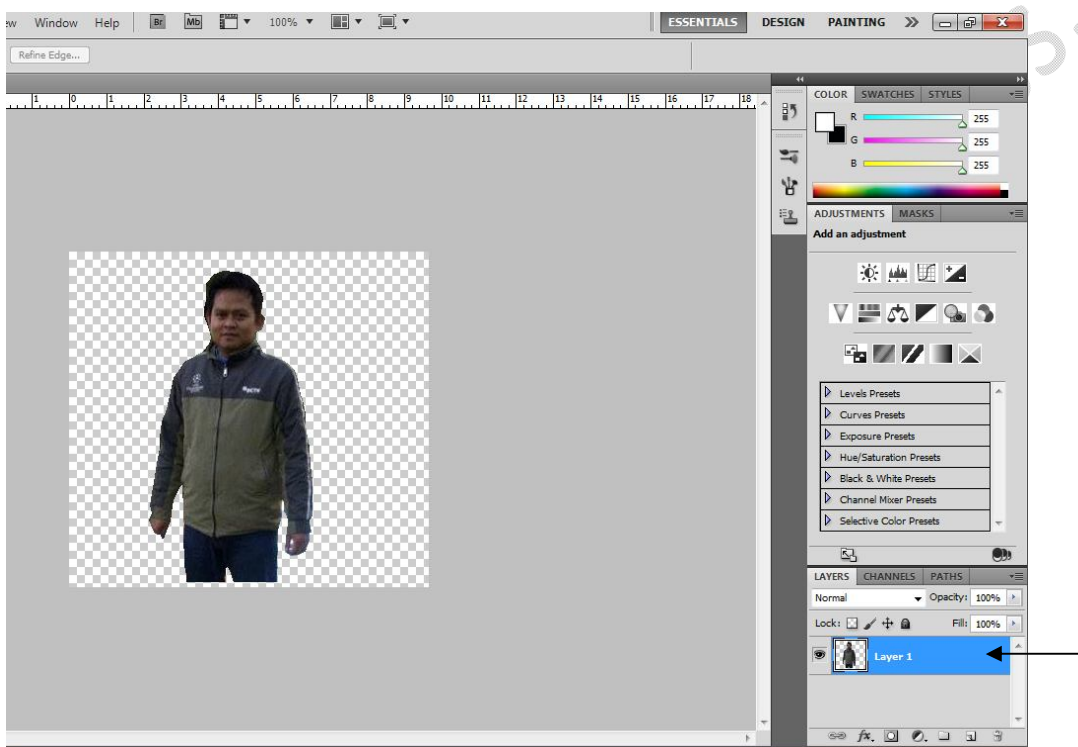 ew Window Help Br Mb 100% ESSENTIALS DESIGN PAINTING
Refine Edge...
1 0 1 2 3 4 5 6 7 8 9 10 11 12 13 14 15 16 17 18
COLOR SWATCHES STYLES
R 255
G 255
B 255
ADJUSTMENTS MASKS
Add an adjustment
Levels Presets
Curves Presets
Exposure Presets
Hue/Saturation Presets
Black & White Presets
Channel Mixer Presets
Selective Color Presets
LAYERS CHANNELS PATHS
Normal Opacity: 100%
Lock: Fill: 100%
Layer 1
fx.